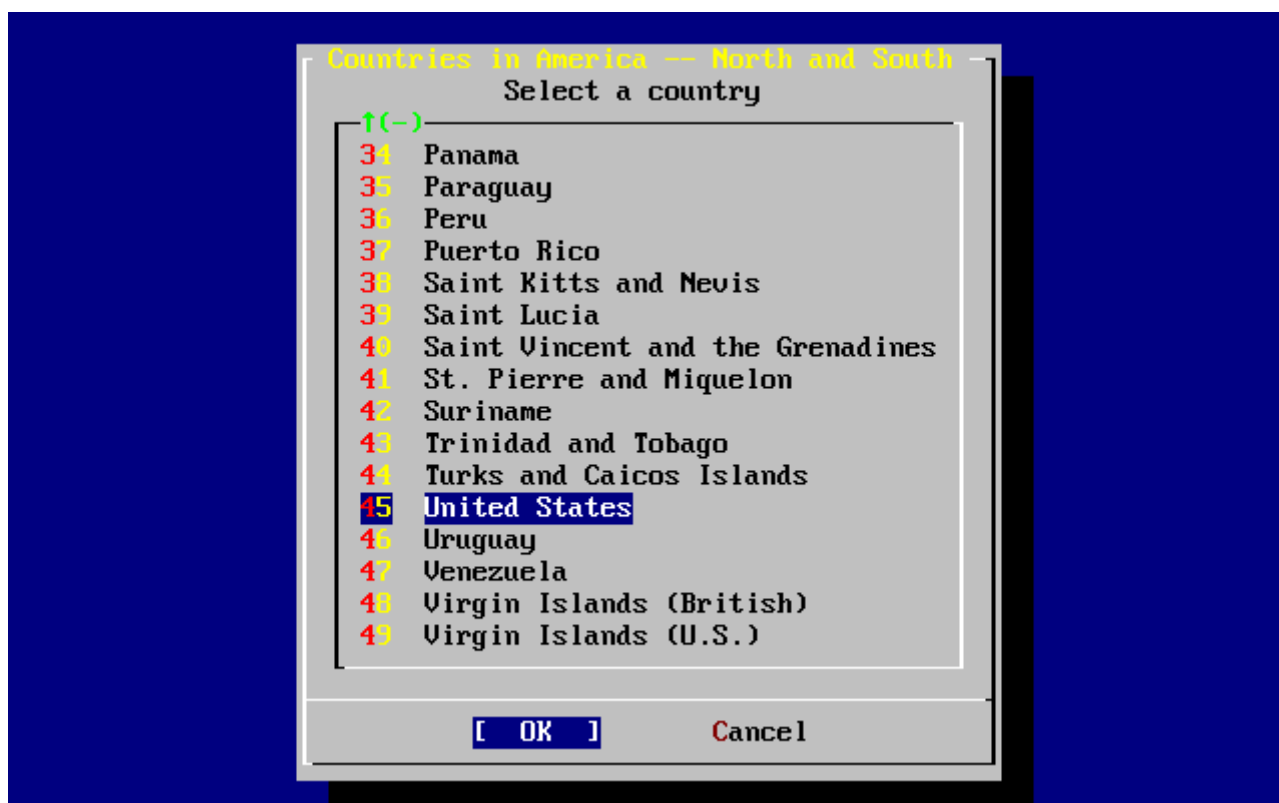 Countries in America -- North and South
Select a country
↑(-)
34 Panama
35 Paraguay
36 Peru
37 Puerto Rico
38 Saint Kitts and Nevis
39 Saint Lucia
40 Saint Vincent and the Grenadines
41 St. Pierre and Miquelon
42 Suriname
43 Trinidad and Tobago
44 Turks and Caicos Islands
45 United States
46 Uruguay
47 Venezuela
48 Virgin Islands (British)
49 Virgin Islands (U.S.)
[ OK ] Cancel